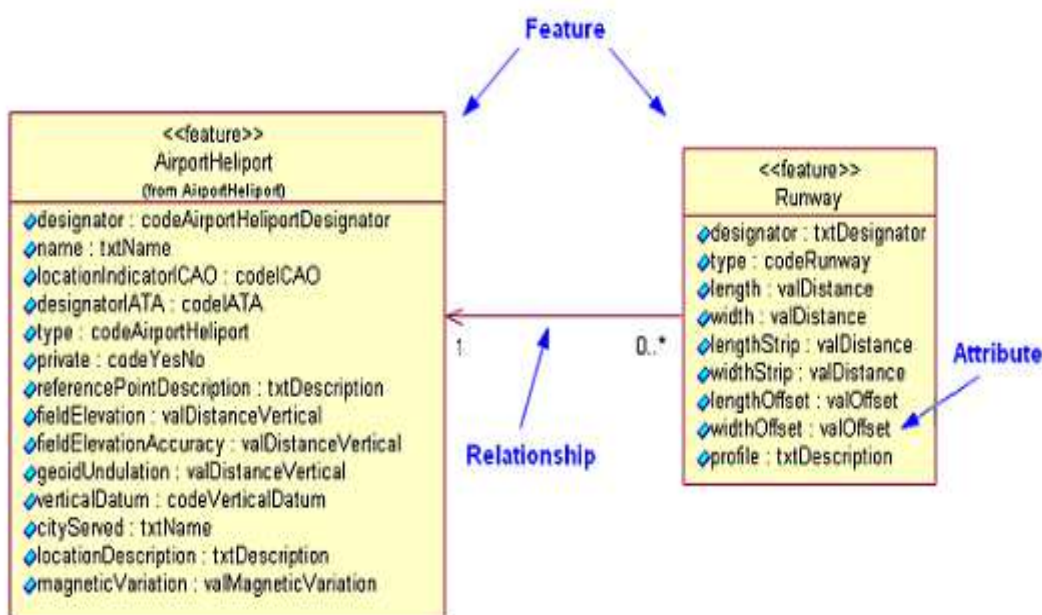 Feature
<<feature>>
AirportHeliport
(from AirportHeliport)
designator : codeAirportHeliportDesignator
name : txtName
locationIndicatorICAO : codeICAO
designatorIATA : codeIATA
type : codeAirportHeliport
private : codeYesNo
referencePointDescription : txtDescription
fieldElevation : valDistanceVertical
fieldElevationAccuracy : valDistanceVertical
geoidUndulation : valDistanceVertical
verticalDatum : codeVerticalDatum
cityServed : txtName
locationDescription : txtDescription
magneticVariation : valMagneticVariation
1
0..*
Relationship
<<feature>>
Runway
designator : txtDesignator
type : codeRunway
length : valDistance
width : valDistance
lengthStrip : valDistance
widthStrip : valDistance
lengthOffset : valOffset
widthOffset : valOffset
profile : txtDescription
Attribute